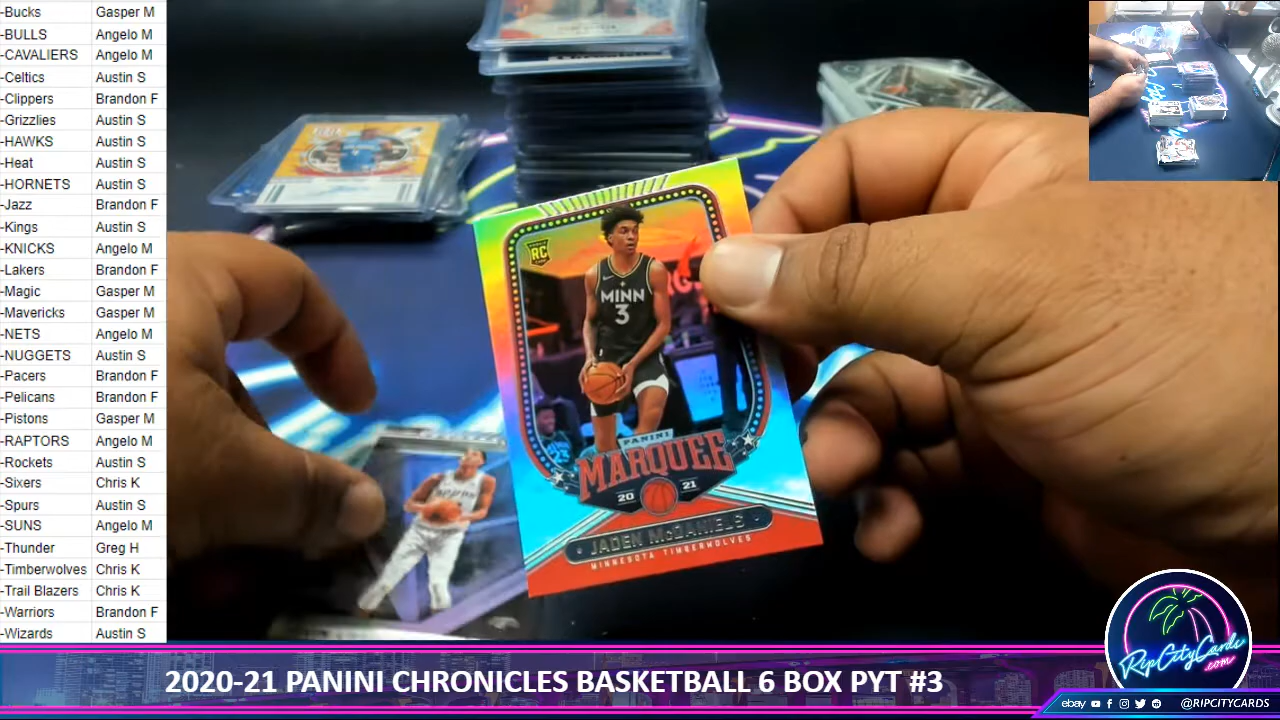 -Bucks Gasper M
-BULLS Angelo M
-CAVALIERS Angelo M
-Celtics Austin S
-Clippers Brandon F
-Grizzlies Austin S
-HAWKS Austin S
-Heat Austin S
-HORNETS Austin S
-Jazz Brandon F
-Kings Austin S
-KNICKS Angelo M
-Lakers Brandon F
-Magic Gasper M
-Mavericks Gasper M
-NETS Angelo M
-NUGGETS Austin S
-Pacers Brandon F
-Pelicans Brandon F
-Pistons Gasper M
-RAPTORS Angelo M
-Rockets Austin S
-Sixers Chris K
-Spurs Austin S
-SUNS Angelo M
-Thunder Greg H
-Timberwolves Chris K
-Trail Blazers Chris K
-Warriors Brandon F
-Wizards Austin S
RC
MINN
3
PANINI
MARQUEE
20 21
JADEN McDANIELS
MINNESOTA TIMBERWOLVES
RipCityCards
.com
2020-21 PANINI CHRONICLES BASKETBALL 6 BOX PYT #3
ebay @RIPCITYCARDS